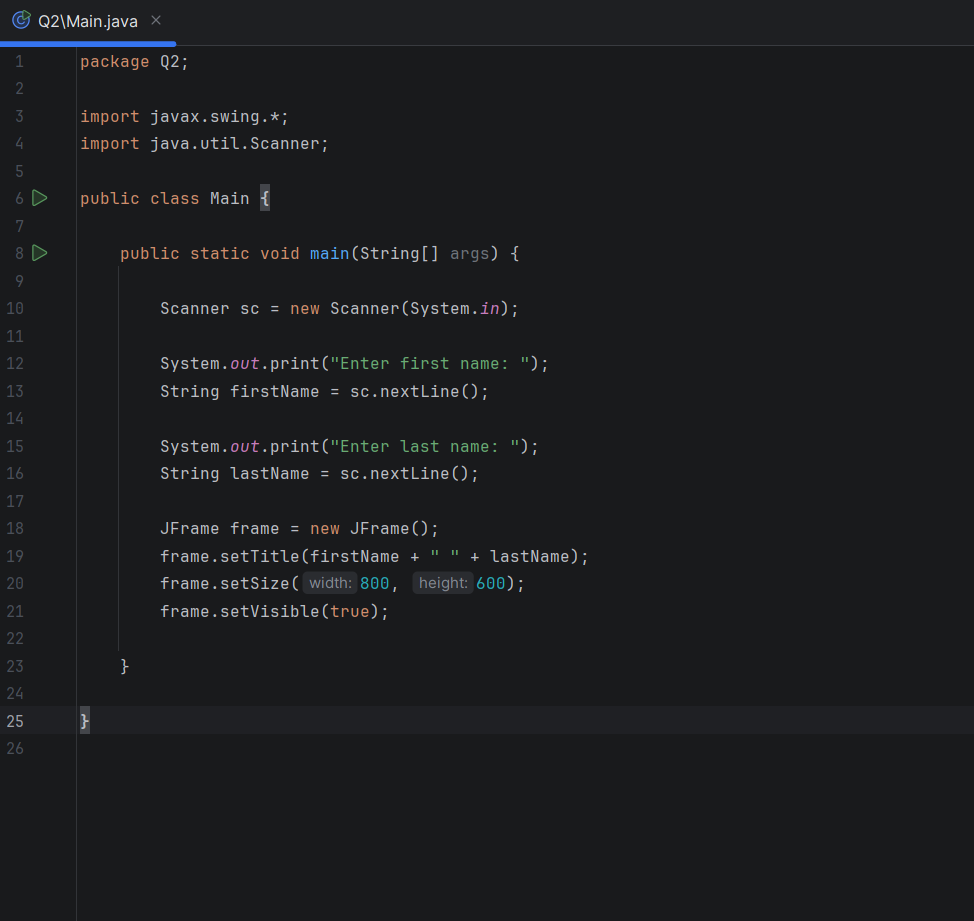 Q2\Main.java
1 package Q2;
2
3 import javax.swing.*;
4 import java.util.Scanner;
5
6 public class Main {
7
8     public static void main(String[] args) {
9
10         Scanner sc = new Scanner(System.in);
11
12         System.out.print("Enter first name: ");
13         String firstName = sc.nextLine();
14
15         System.out.print("Enter last name: ");
16         String lastName = sc.nextLine();
17
18         JFrame frame = new JFrame();
19         frame.setTitle(firstName + " " + lastName);
20         frame.setSize( width: 800, height: 600);
21         frame.setVisible(true);
22
23     }
24
25 }
26